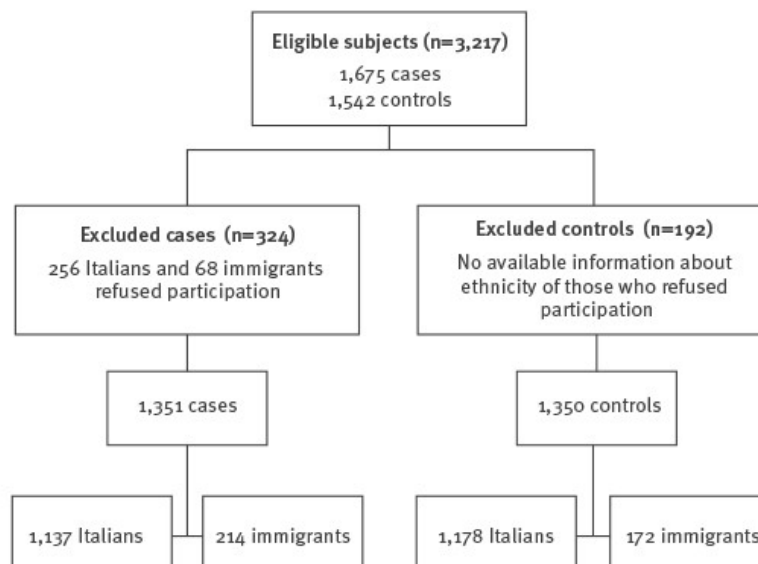 Eligible subjects (n=3,217)
1,675 cases
1,542 controls
Excluded cases (n=324)
256 Italians and 68 immigrants
refused participation
Excluded controls (n=192)
No available information about
ethnicity of those who refused
participation
1,351 cases
1,350 controls
1,137 Italians
214 immigrants
1,178 Italians
172 immigrants